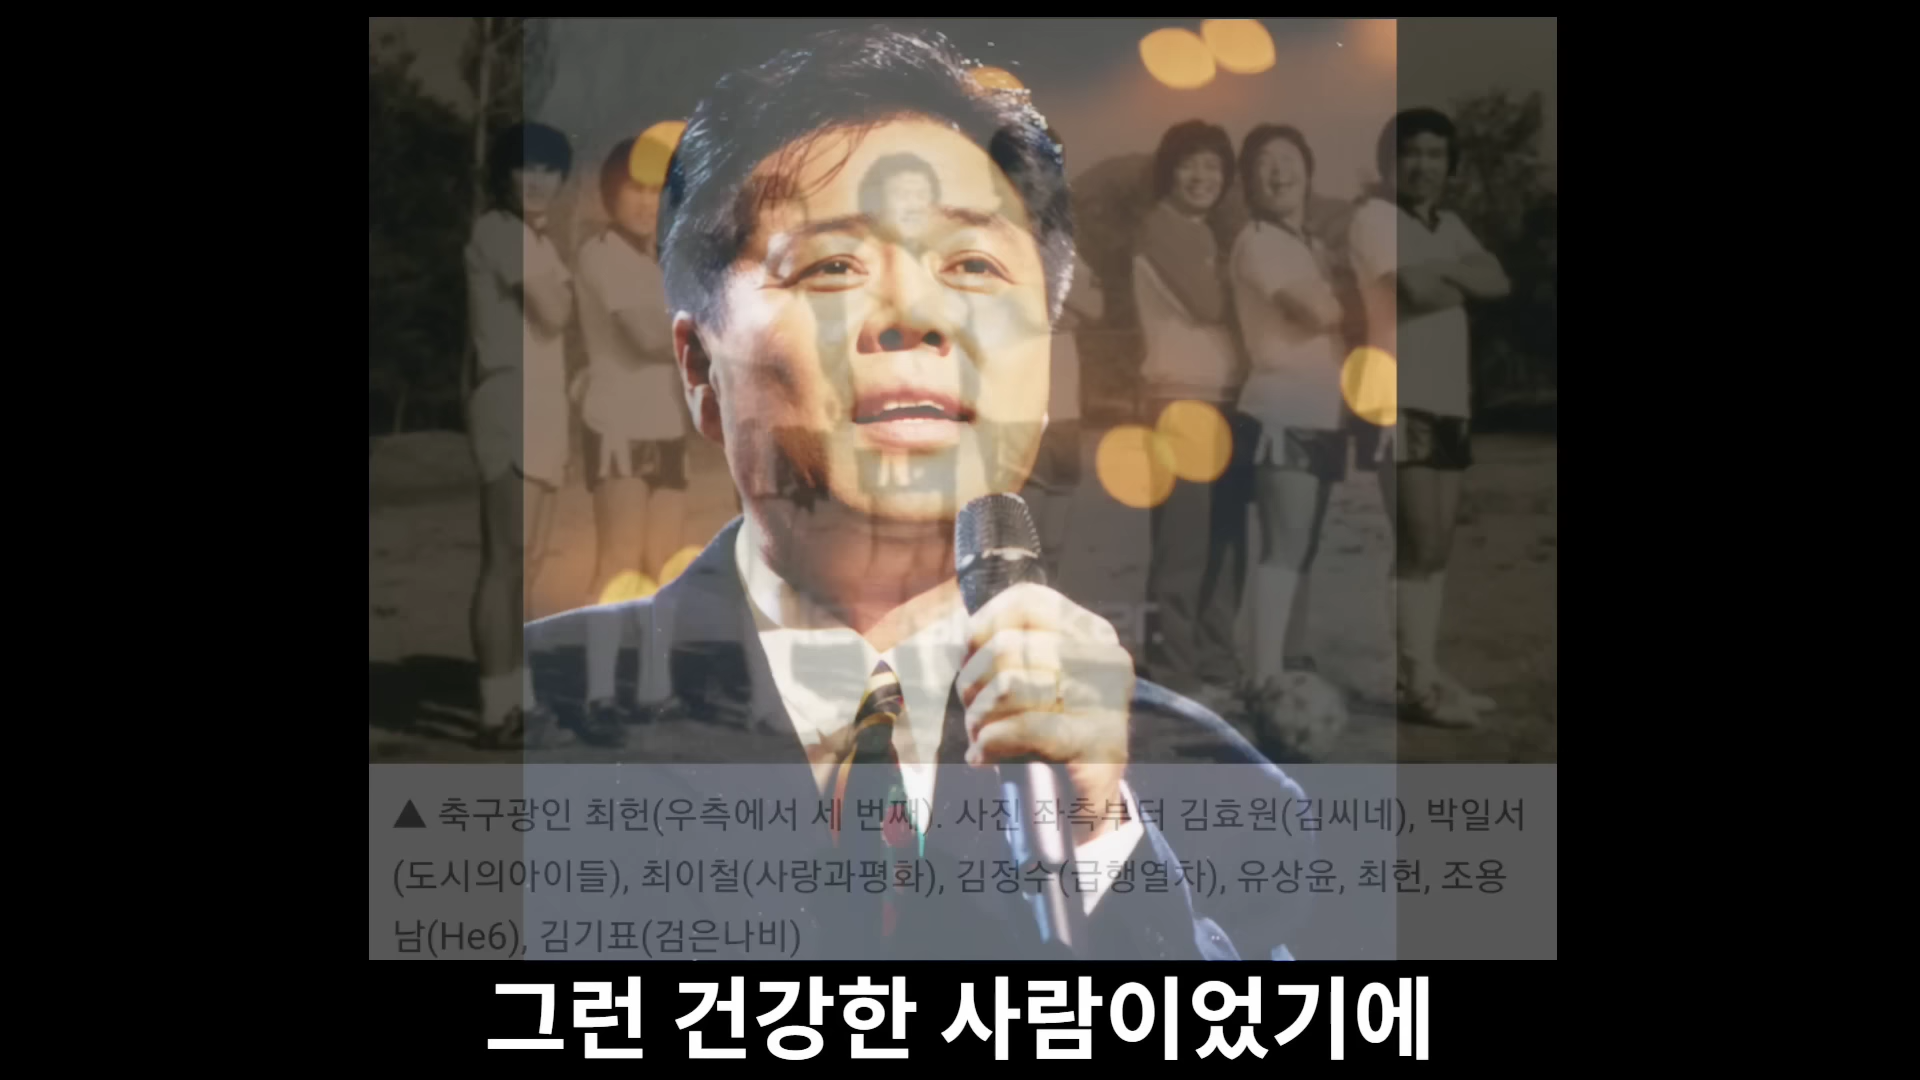 ▲ 축구광인 최헌(우측에서 세 번째). 사진 좌측부터 김효원(김씨네), 박일서
(도시의아이들), 최이철(사랑과평화), 김정수(급행열차), 유상윤, 최헌, 조용
남(He6), 김기표(검은나비)
그런 건강한 사람이었기에